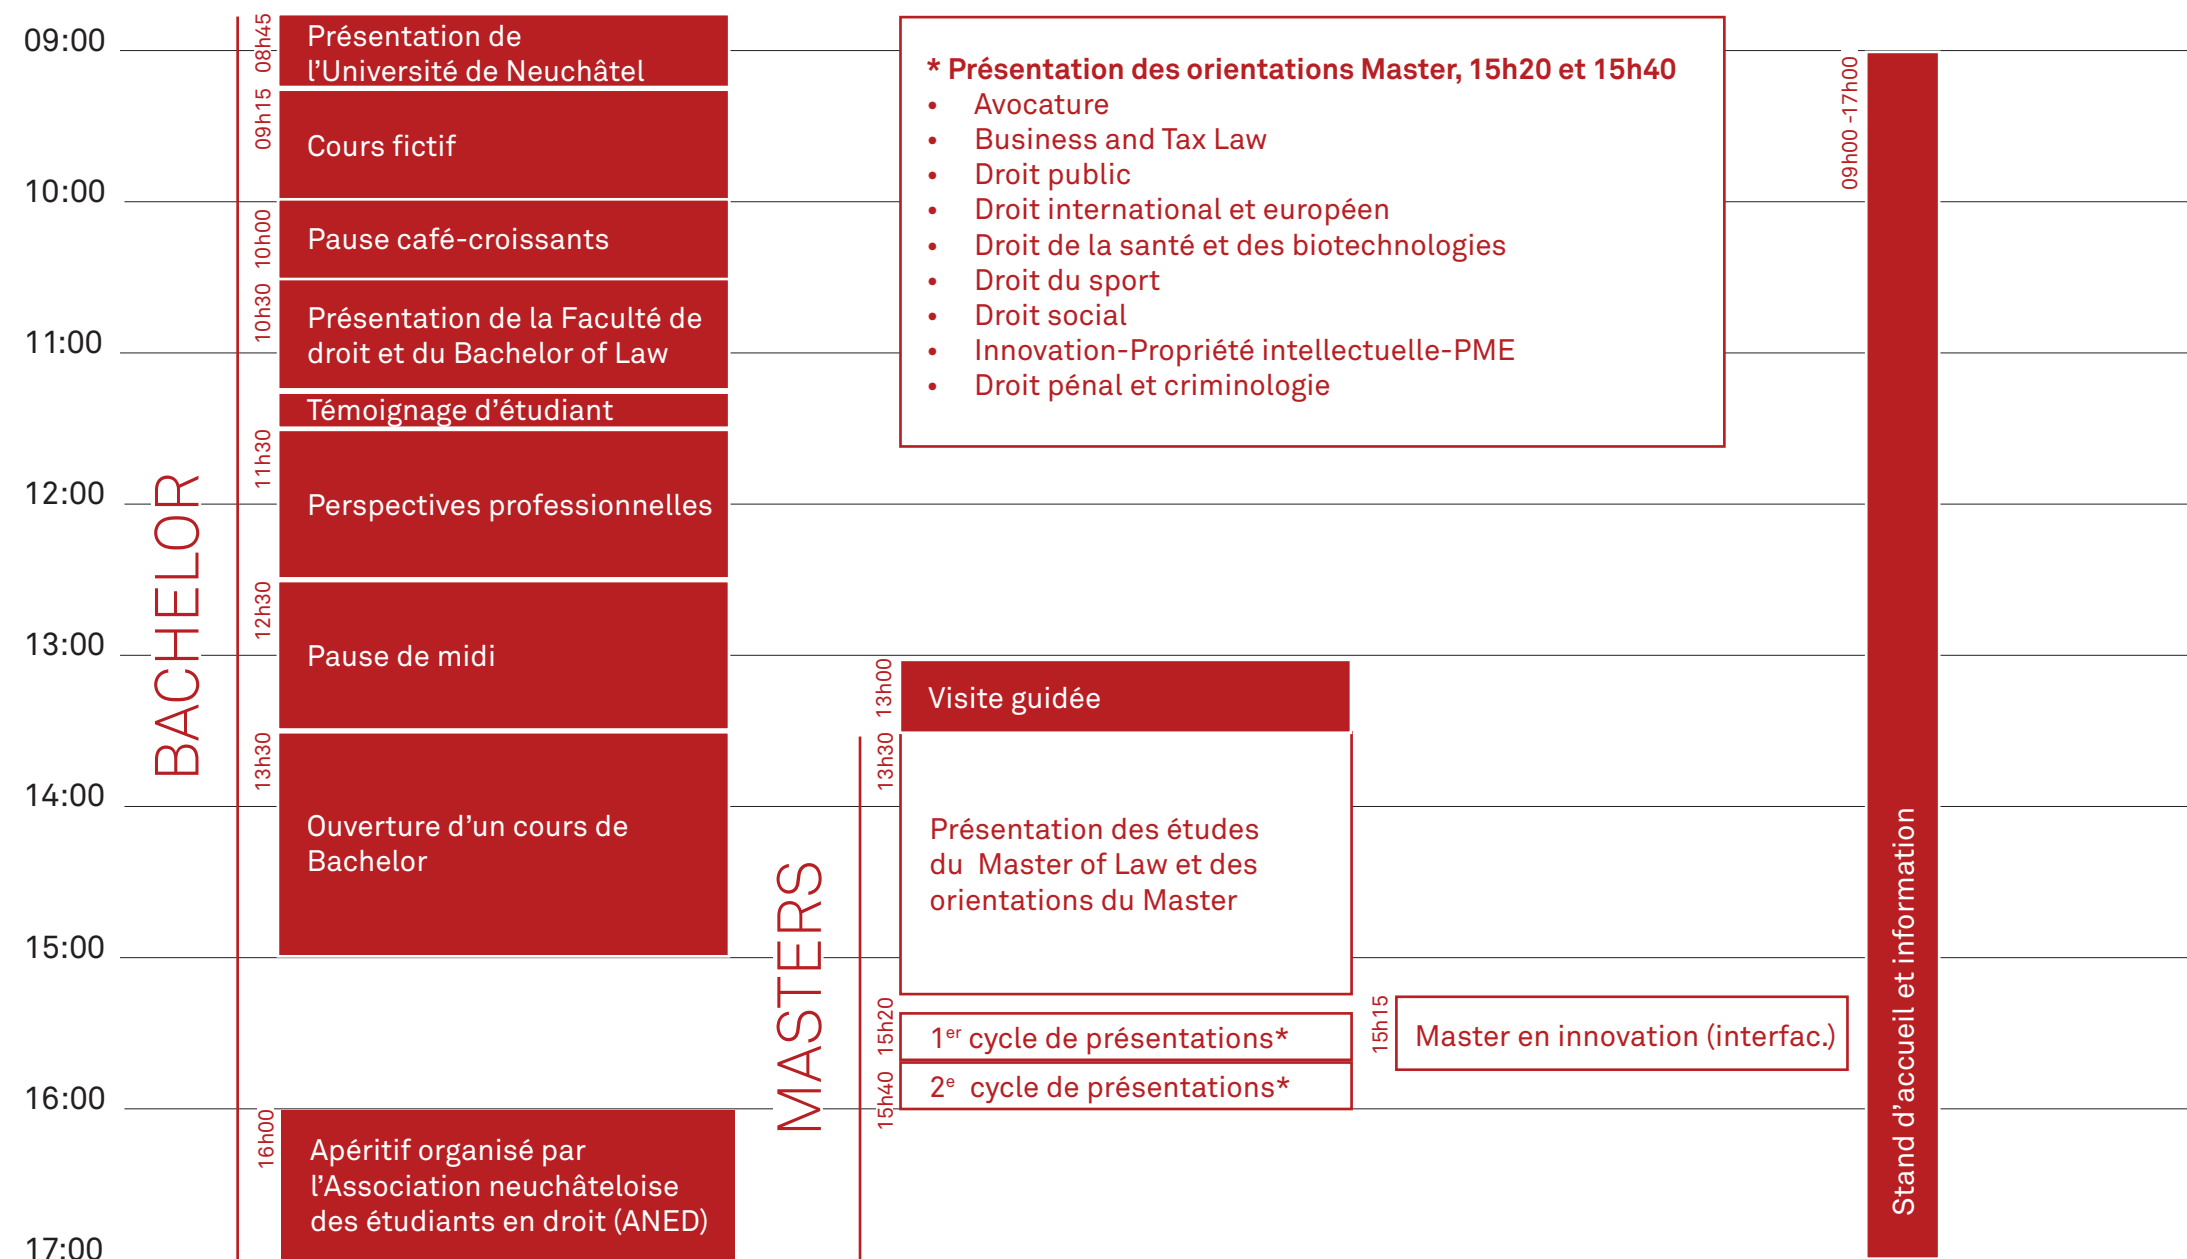 09:00
10:00
11:00
12:00
13:00
14:00
15:00
16:00
17:00
BACHELOR
08h45
Présentation de
l'Université de Neuchâtel
09h15
Cours fictif
10h00
Pause café-croissants
10h30
Présentation de la Faculté de
droit et du Bachelor of Law
Témoignage d'étudiant
11h30
Perspectives professionnelles
12h30
Pause de midi
13h30
Ouverture d'un cours de
Bachelor
16h00
Apéritif organisé par
l'Association neuchâteloise
des étudiants en droit (ANED)
* Présentation des orientations Master, 15h20 et 15h40
• Avocature
• Business and Tax Law
• Droit public
• Droit international et européen
• Droit de la santé et des biotechnologies
• Droit du sport
• Droit social
• Innovation-Propriété intellectuelle-PME
• Droit pénal et criminologie
MASTERS
13h00
Visite guidée
13h30
Présentation des études
du Master of Law et des
orientations du Master
15h20
1er cycle de présentations*
15h40
2e cycle de présentations*
15h15
Master en innovation (interfac.)
09h00 -17h00
Stand d'accueil et information